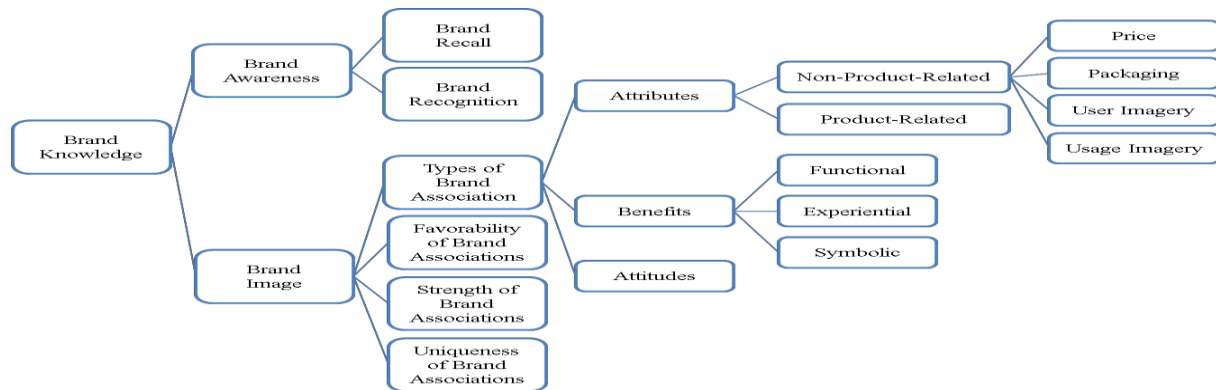 Brand
Knowledge
Brand
Awareness
Brand
Image
Brand
Recall
Brand
Recognition
Types of
Brand
Association
Favorability
of Brand
Associations
Strength of
Brand
Associations
Uniqueness
of Brand
Associations
Attributes
Benefits
Attitudes
Non-Product-Related
Product-Related
Functional
Experiential
Symbolic
Price
Packaging
User Imagery
Usage Imagery